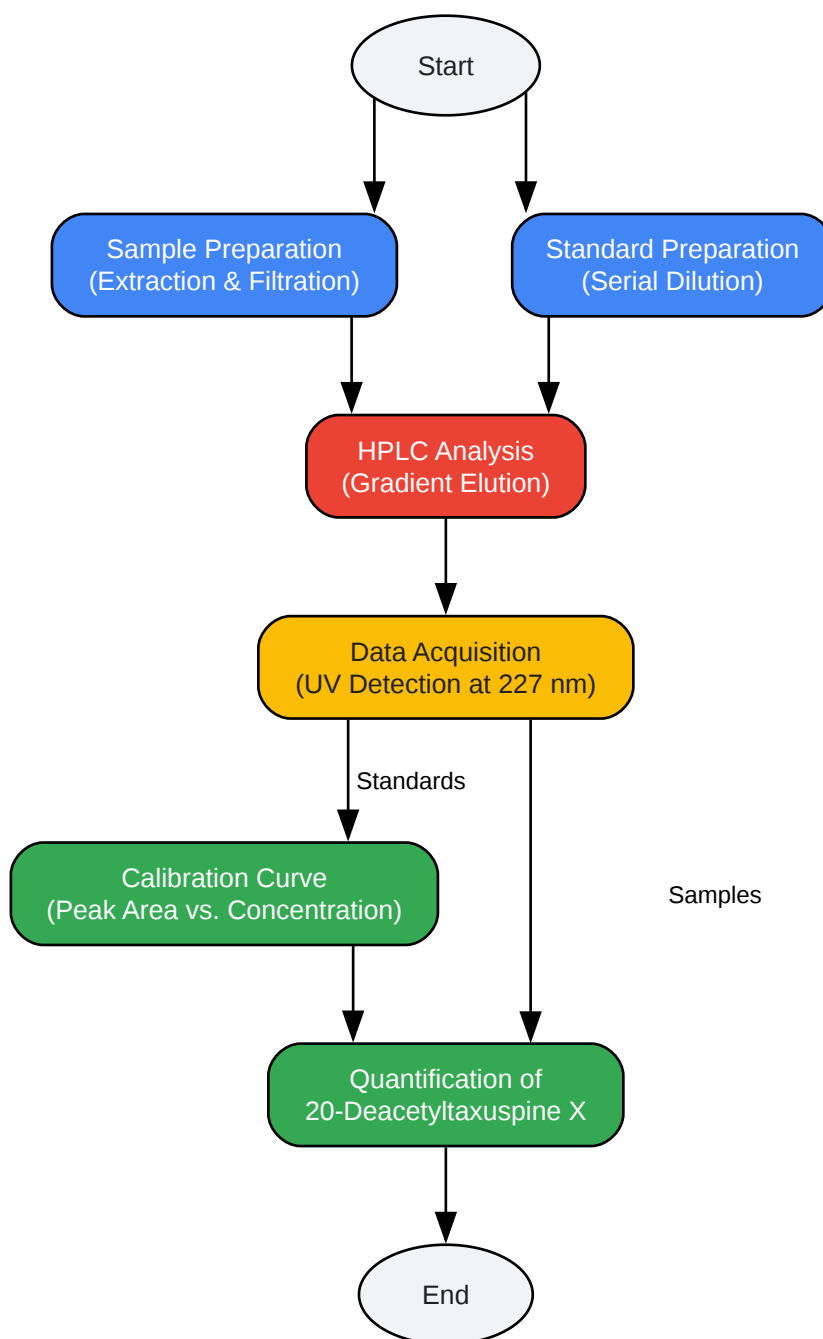 Start
Sample Preparation
(Extraction & Filtration)
Standard Preparation
(Serial Dilution)
HPLC Analysis
(Gradient Elution)
Data Acquisition
(UV Detection at 227 nm)
Standards
Calibration Curve
(Peak Area vs. Concentration)
Samples
Quantification of
20-Deacetyltaxuspine X
End